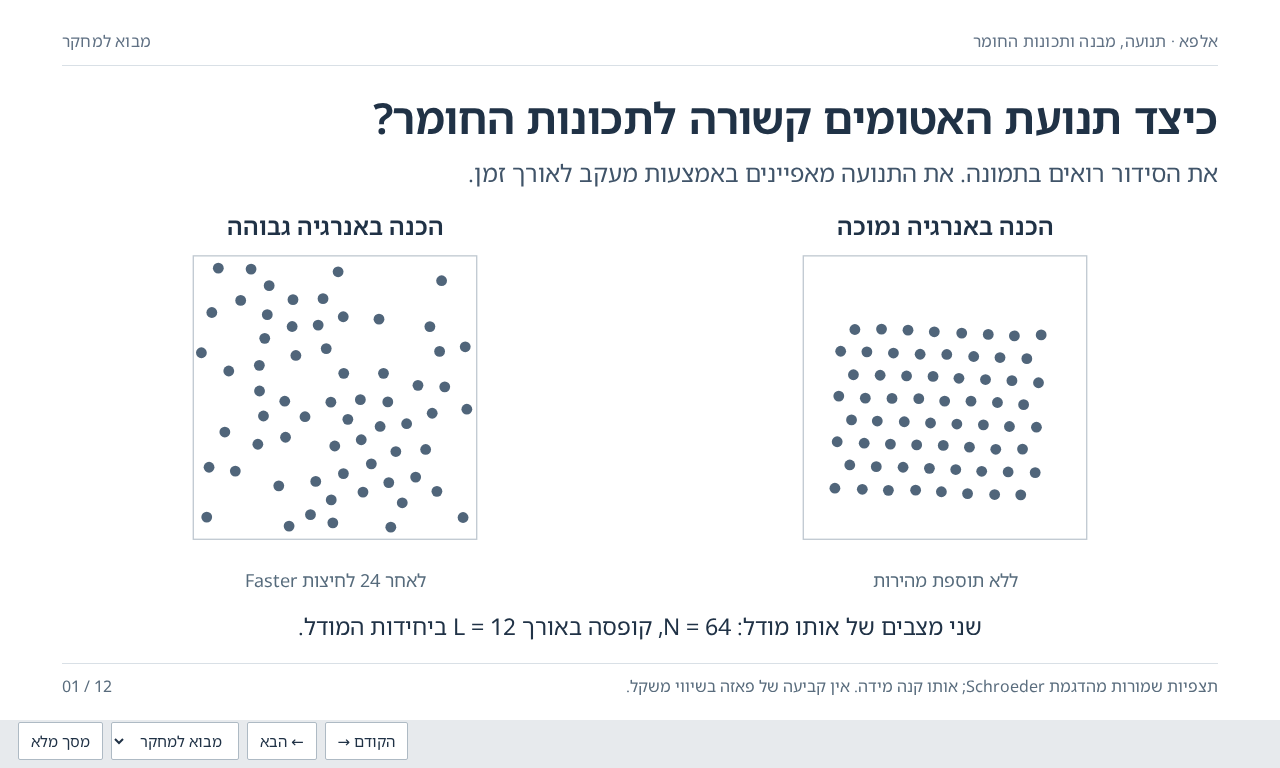 אלפא · תנועה, מבנה ותכונות החומר
מבוא למחקר
כיצד תנועת האטומים קשורה לתכונות החומר?
את הסידור רואים בתמונה. את התנועה מאפיינים באמצעות מעקב לאורך זמן.
הכנה באנרגיה נמוכה
הכנה באנרגיה גבוהה
ללא תוספת מהירות
לאחר 24 לחיצות Faster
שני מצבים של אותו מודל: N = 64, קופסה באורך L = 12 ביחידות המודל.
תצפיות שמורות מהדגמת Schroeder; אותו קנה מידה. אין קביעה של פאזה בשיווי משקל.
01 / 12
הקודם →
← הבא
מבוא למחקר
מסך מלא